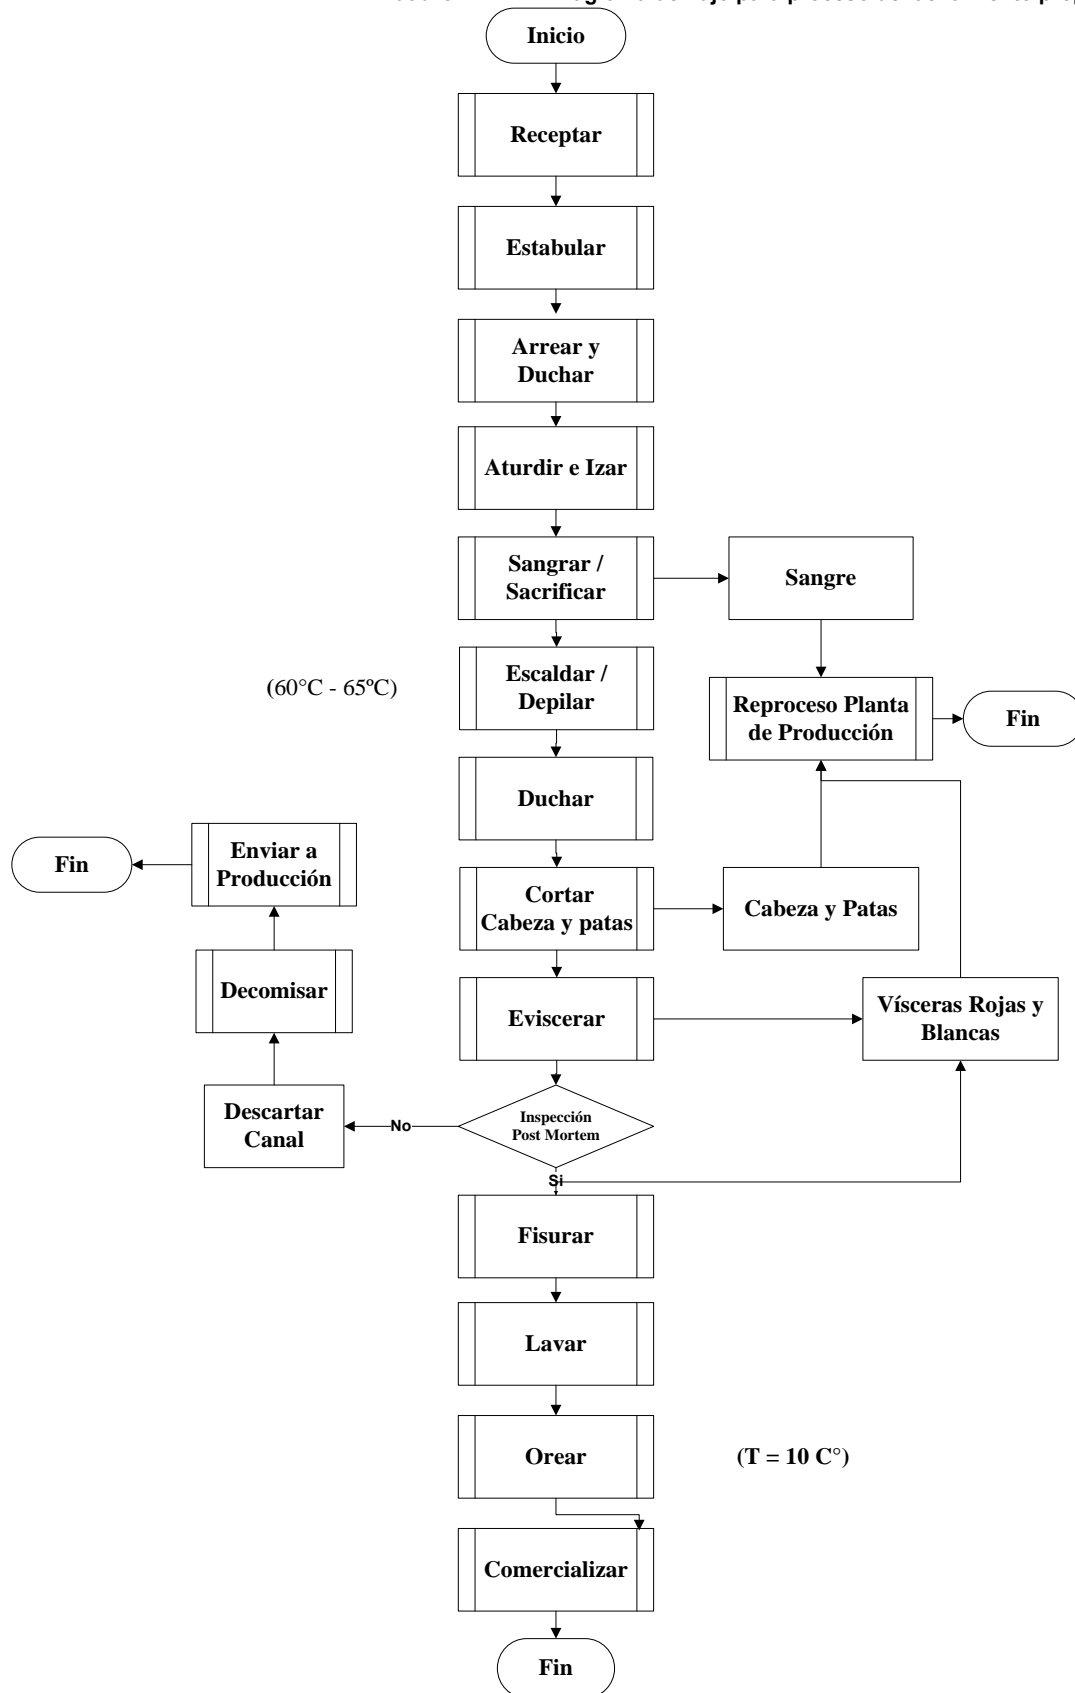 Inicio
Receptar
Estabular
Arrear y
Duchar
Aturdir e Izar
Sangrar /
Sacrificar
Sangre
(60°C - 65ºC)
Escaldar /
Depilar
Reproceso Planta
de Producción
Fin
Duchar
Fin
Enviar a
Producción
Cortar
Cabeza y patas
Cabeza y Patas
Decomisar
Eviscerar
Vísceras Rojas y
Blancas
Descartar
Canal
No
Inspección
Post Mortem
Si
Fisurar
Lavar
Orear
(T = 10 C°)
Comercializar
Fin